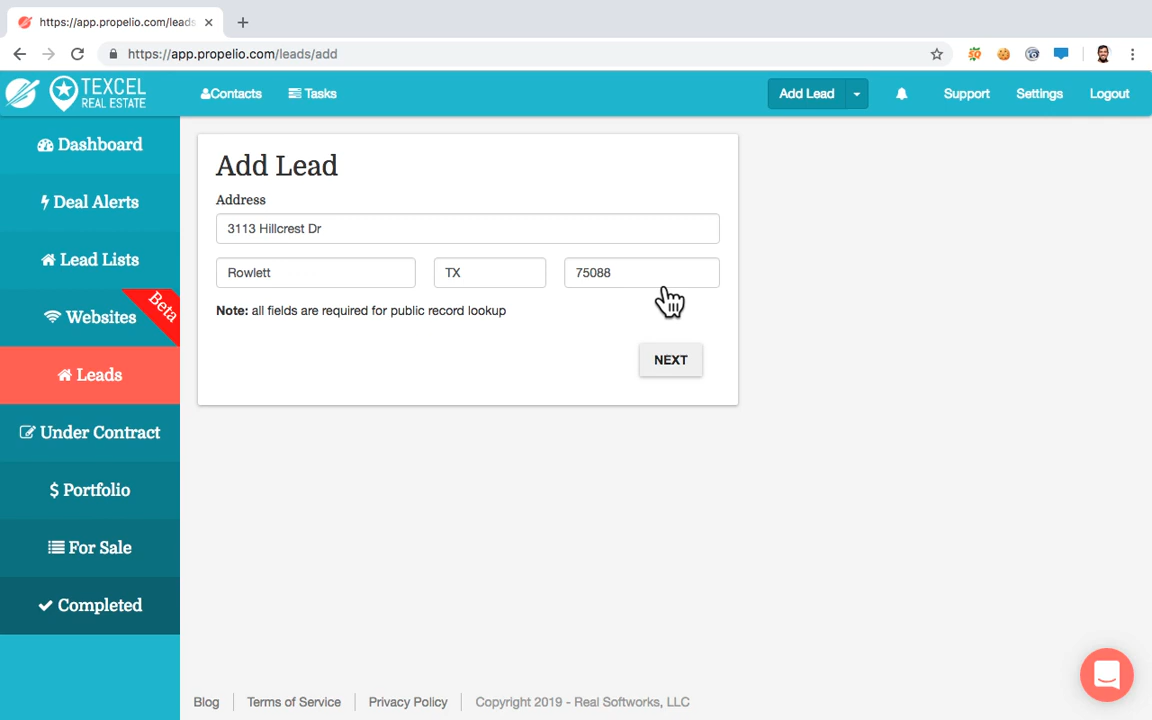 https://app.propelio.com/leads
https://app.propelio.com/leads/add
TEXCEL
REAL ESTATE
Contacts
Tasks
Add Lead
Support
Settings
Logout
Dashboard
Deal Alerts
Lead Lists
Websites
Beta
Leads
Under Contract
$ Portfolio
For Sale
Completed
Add Lead
Address
3113 Hillcrest Dr
Rowlett
TX
75088
Note: all fields are required for public record lookup
NEXT
Blog
Terms of Service
Privacy Policy
Copyright 2019 - Real Softworks, LLC